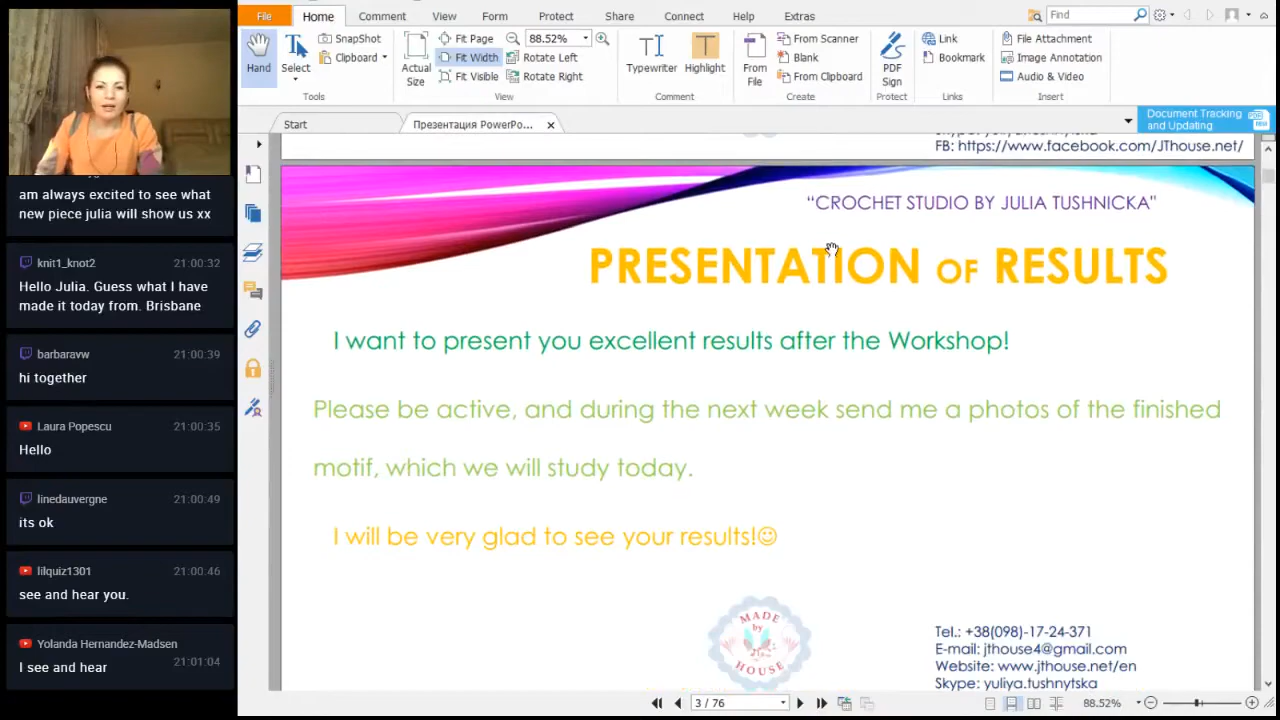 File Home Comment View Form Protect Share Connect Help Extras Find
Hand
Select
SnapShot
Clipboard
Tools
Actual Size
Fit Page
Fit Width
Fit Visible
88.52%
Rotate Left
Rotate Right
View
Typewriter
Highlight
Comment
From File
From Scanner
Blank
From Clipboard
Create
PDF Sign
Protect
Link
Bookmark
Links
File Attachment
Image Annotation
Audio & Video
Insert
Start
Презентация PowerPo...
Document Tracking
and Updating
am always excited to see what
new piece julia will show us xx
knit1_knot2 21:00:32
Hello Julia. Guess what I have
made it today from. Brisbane
barbaravw 21:00:39
hi together
Laura Popescu 21:00:35
Hello
linedauvergne 21:00:49
its ok
lilquiz1301 21:00:46
see and hear you.
Yolanda Hernandez-Madsen
I see and hear 21:01:04
FB: https://www.facebook.com/JThouse.net/
“CROCHET STUDIO BY JULIA TUSHNICKA”
PRESENTATION OF RESULTS
I want to present you excellent results after the Workshop!
Please be active, and during the next week send me a photos of the finished
motif, which we will study today.
I will be very glad to see your results!☺
MADE
by
HOUSE
Tel.: +38(098)-17-24-371
E-mail: jthouse4@gmail.com
Website: www.jthouse.net/en
Skype: yuliya.tushnytska
3 / 76
88.52%